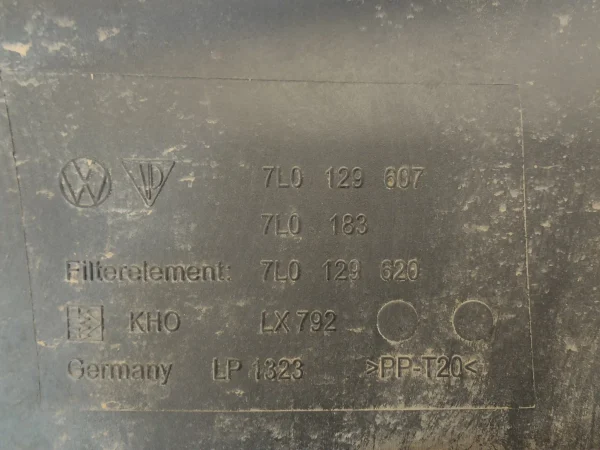 7L0 129 607
7L0 183
Filterelement: 7L0 129 620
KHO LX 792
Germany LP 1323 >PP-T20<